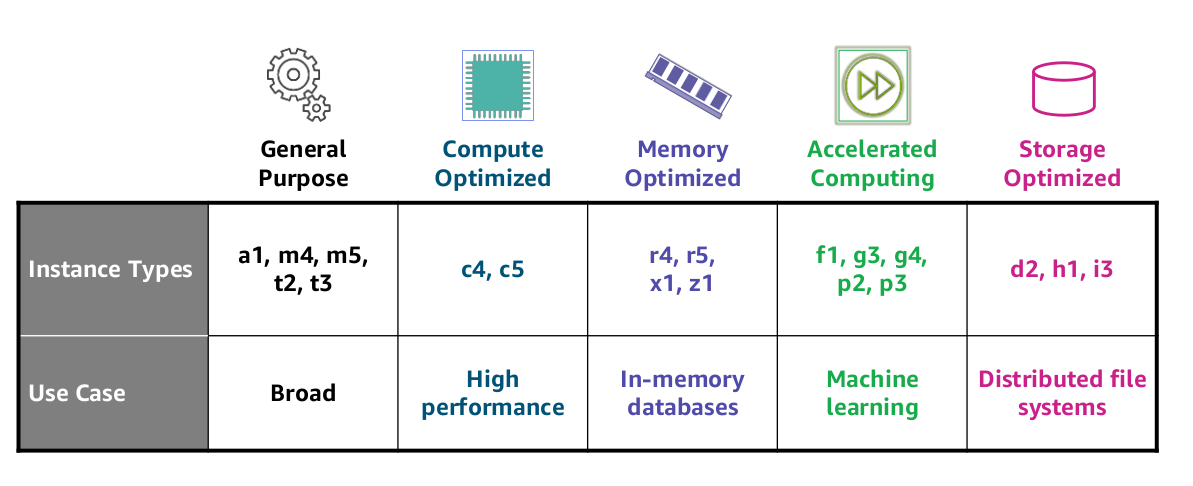 General
Purpose
Compute
Optimized
Memory
Optimized
Accelerated
Computing
Storage
Optimized
Instance Types
a1, m4, m5,
t2, t3
c4, c5
r4, r5,
x1, z1
f1, g3, g4,
p2, p3
d2, h1, i3
Use Case
Broad
High
performance
In-memory
databases
Machine
learning
Distributed file
systems